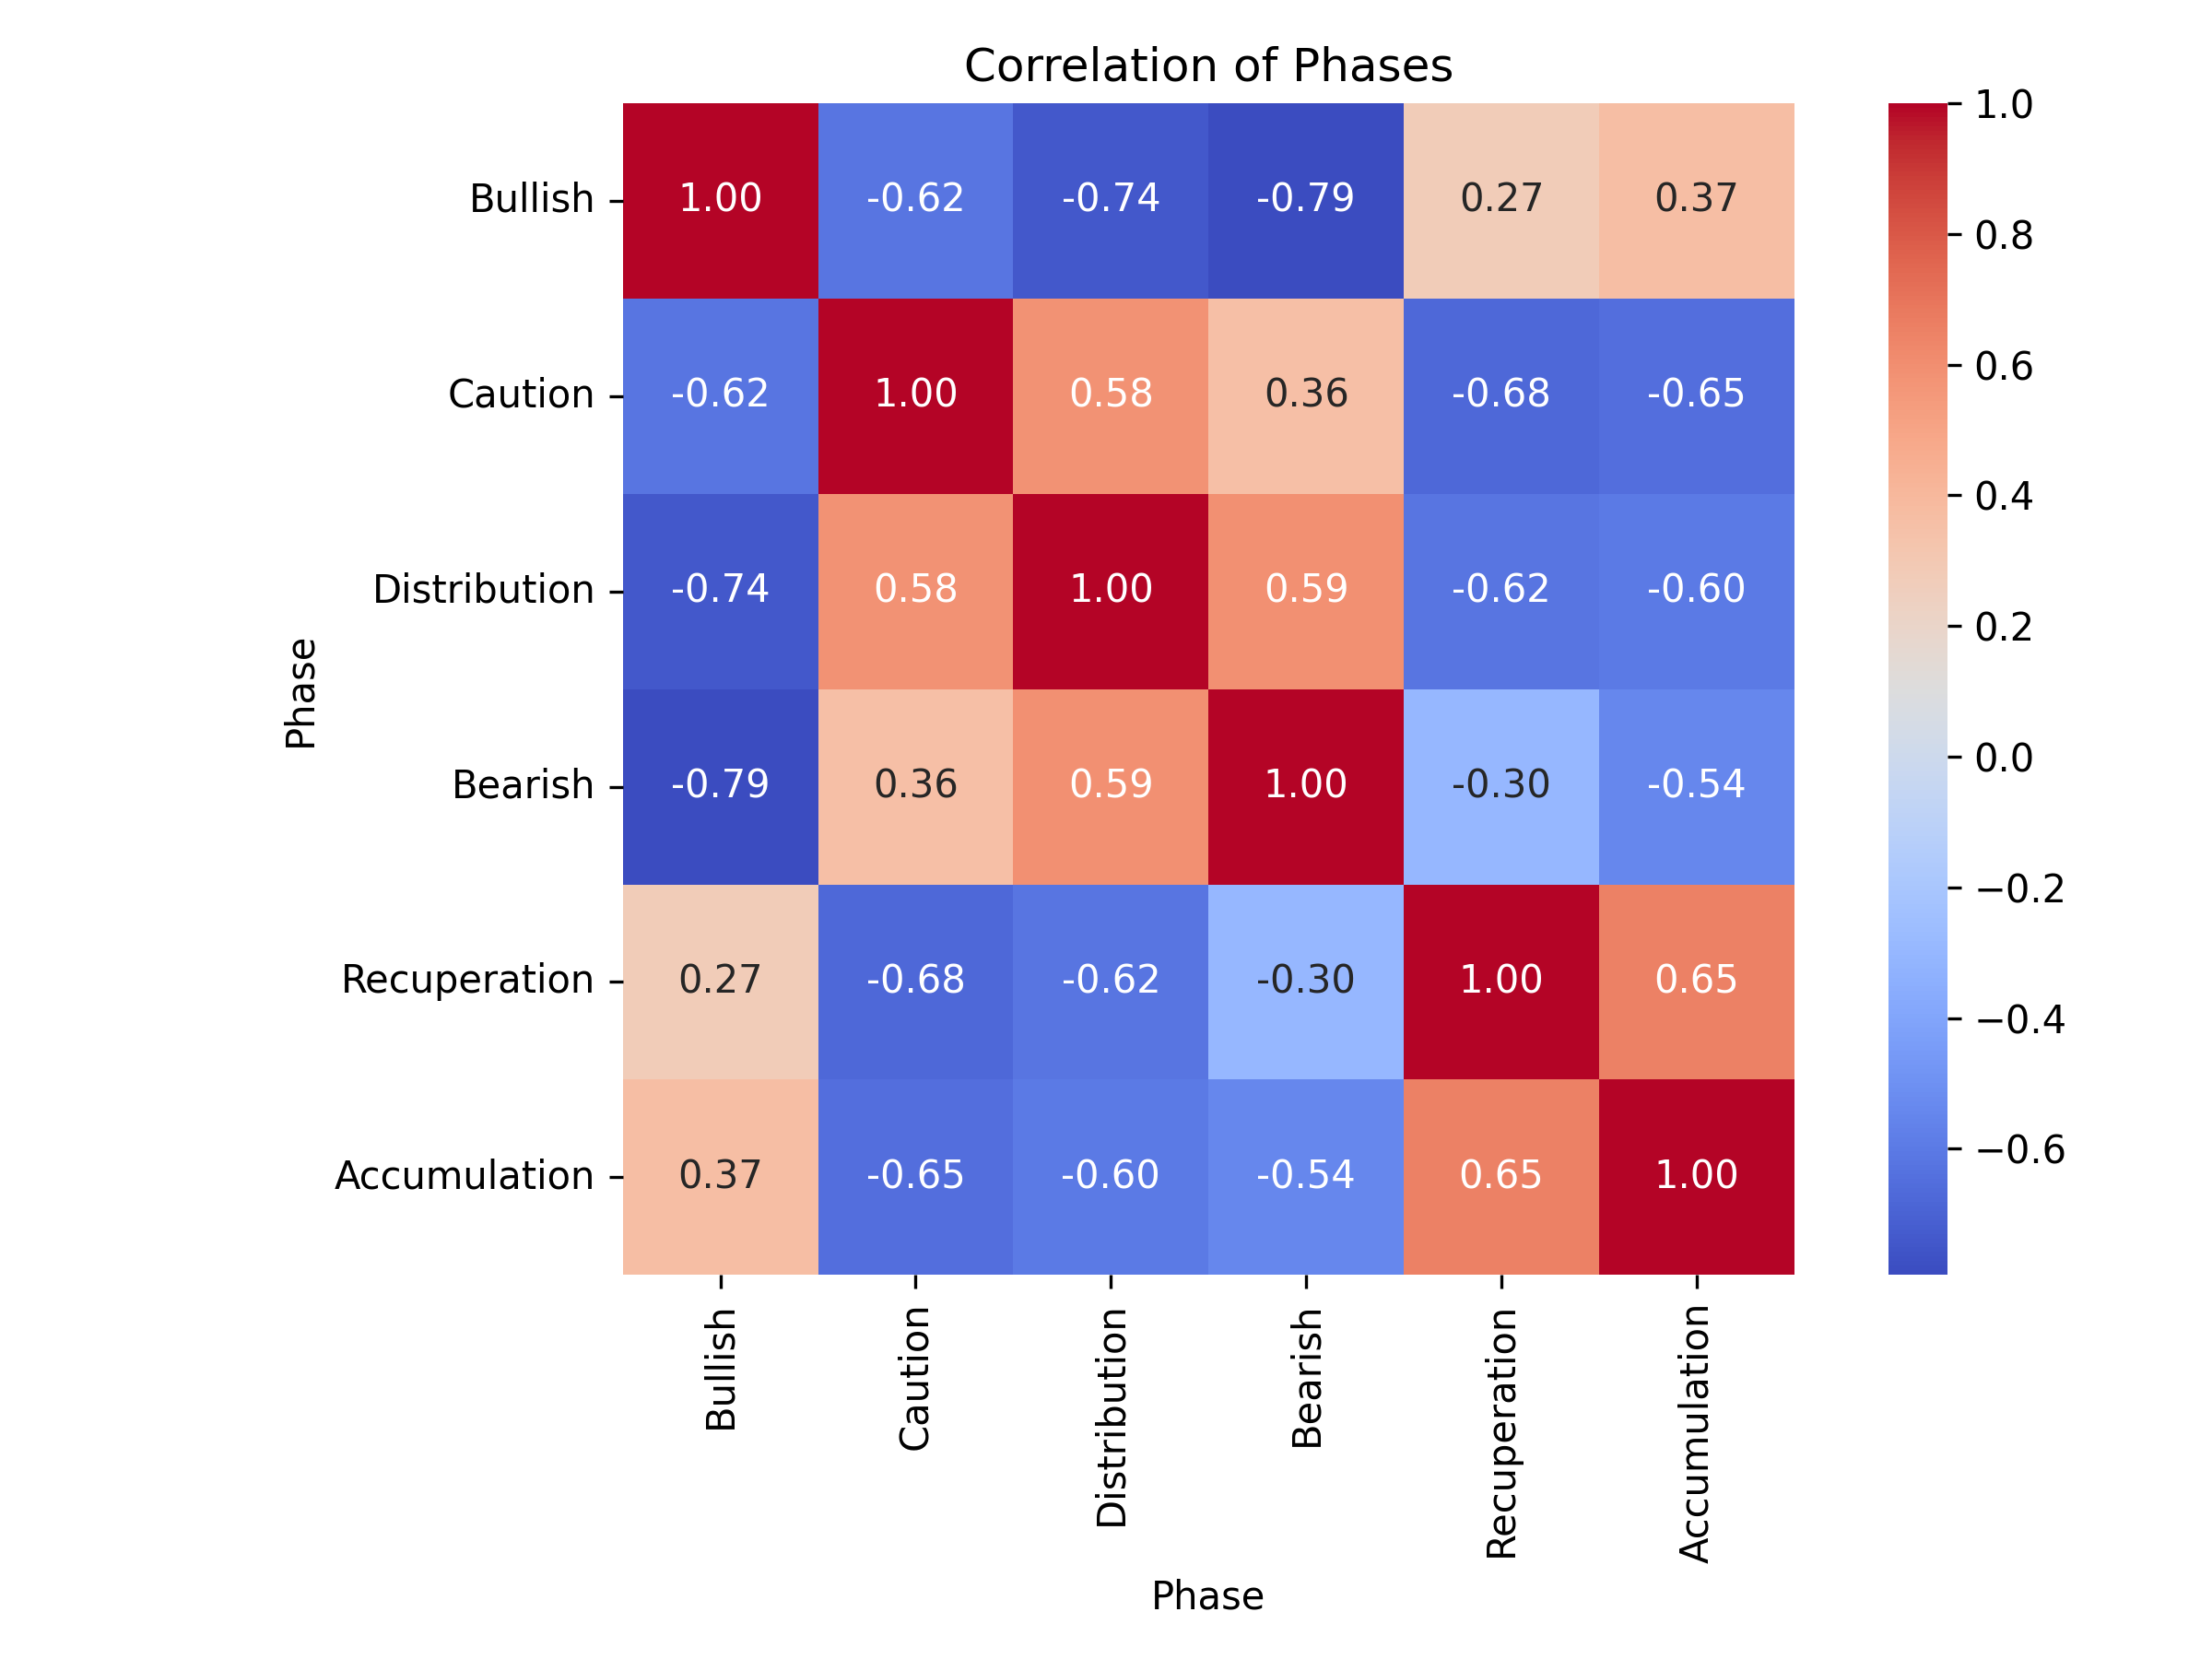 Correlation of Phases
Bullish 1.00 -0.62 -0.74 -0.79 0.27 0.37
Caution -0.62 1.00 0.58 0.36 -0.68 -0.65
Distribution -0.74 0.58 1.00 0.59 -0.62 -0.60
Bearish -0.79 0.36 0.59 1.00 -0.30 -0.54
Recuperation 0.27 -0.68 -0.62 -0.30 1.00 0.65
Accumulation 0.37 -0.65 -0.60 -0.54 0.65 1.00
Phase
Bullish
Caution
Distribution
Bearish
Recuperation
Accumulation
Phase
1.0
0.8
0.6
0.4
0.2
0.0
−0.2
−0.4
−0.6